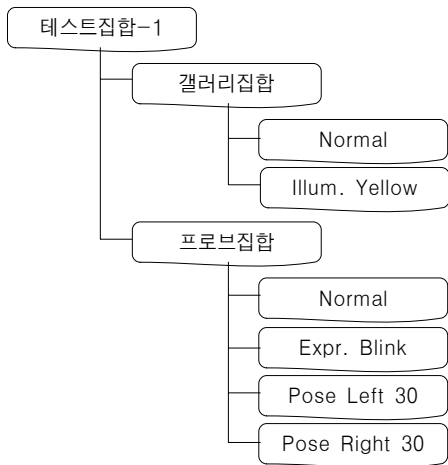 테스트집합-1
갤러리집합
Normal
Illum. Yellow
프로브집합
Normal
Expr. Blink
Pose Left 30
Pose Right 30